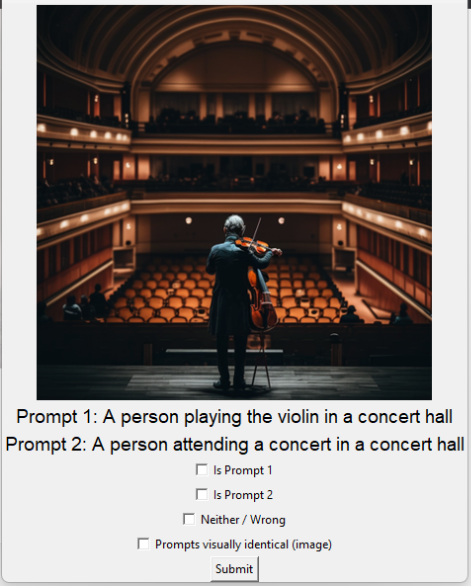 Prompt 1: A person playing the violin in a concert hall
Prompt 2: A person attending a concert in a concert hall
Is Prompt 1
Is Prompt 2
Neither / Wrong
Prompts visually identical (image)
Submit